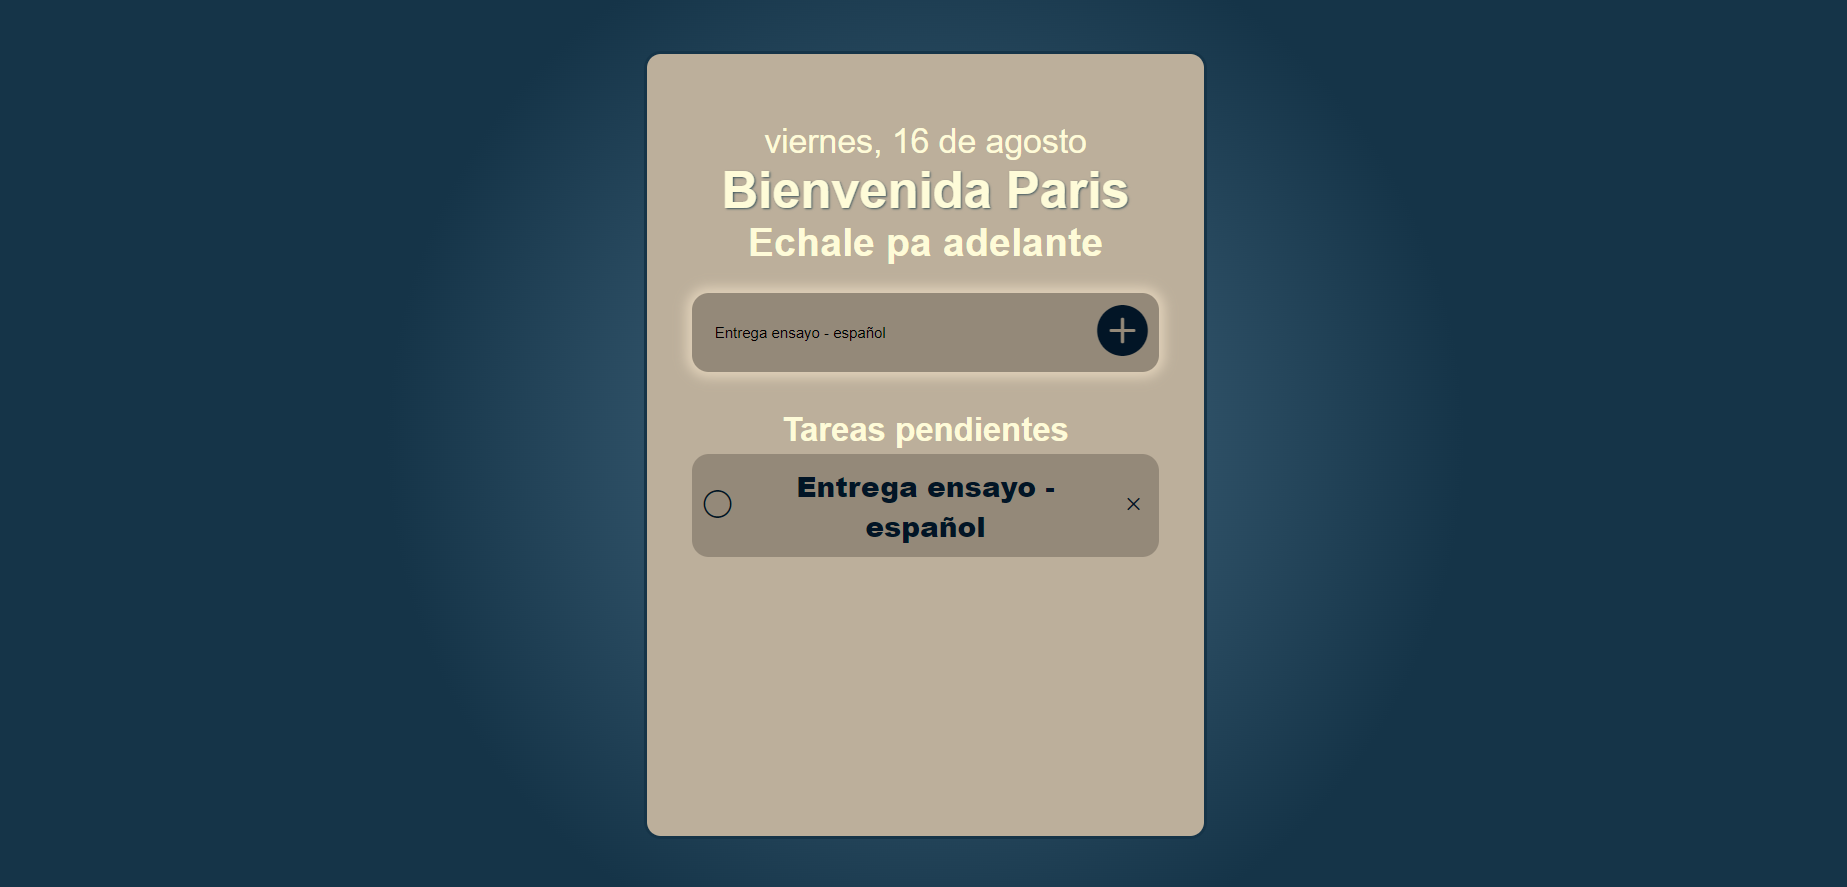 viernes, 16 de agosto
Bienvenida Paris
Echale pa adelante
Entrega ensayo - español
Tareas pendientes
Entrega ensayo -
español